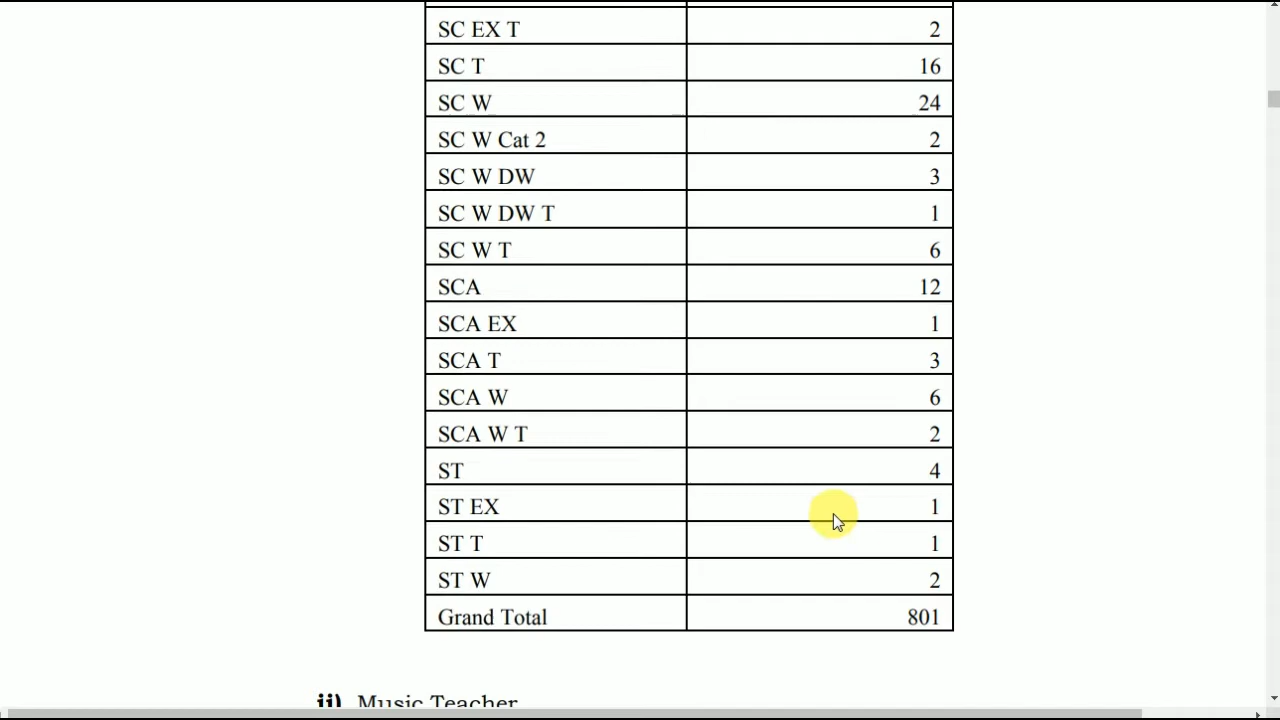 SC EX T 2
SC T 16
SC W 24
SC W Cat 2 2
SC W DW 3
SC W DW T 1
SC W T 6
SCA 12
SCA EX 1
SCA T 3
SCA W 6
SCA W T 2
ST 4
ST EX 1
ST T 1
ST W 2
Grand Total 801
ii) Music Teacher